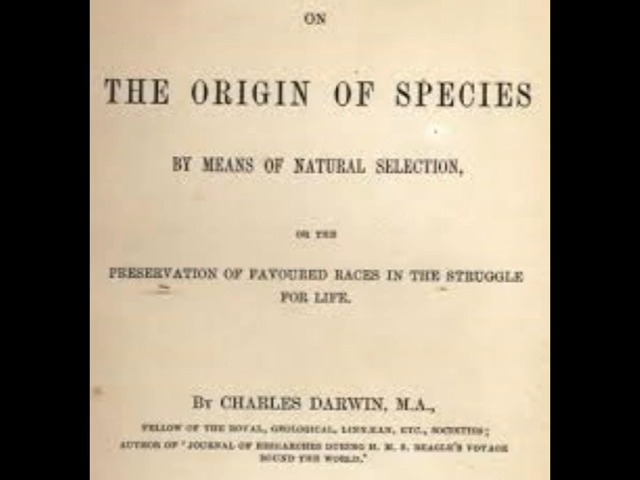 ON
THE ORIGIN OF SPECIES
BY MEANS OF NATURAL SELECTION,
OR THE
PRESERVATION OF FAVOURED RACES IN THE STRUGGLE
FOR LIFE.
BY CHARLES DARWIN, M.A.,
FELLOW OF THE ROYAL, GEOLOGICAL, LINNÆAN, ETC., SOCIETIES;
AUTHOR OF 'JOURNAL OF RESEARCHES DURING H. M. S. BEAGLE'S VOYAGE
ROUND THE WORLD.'